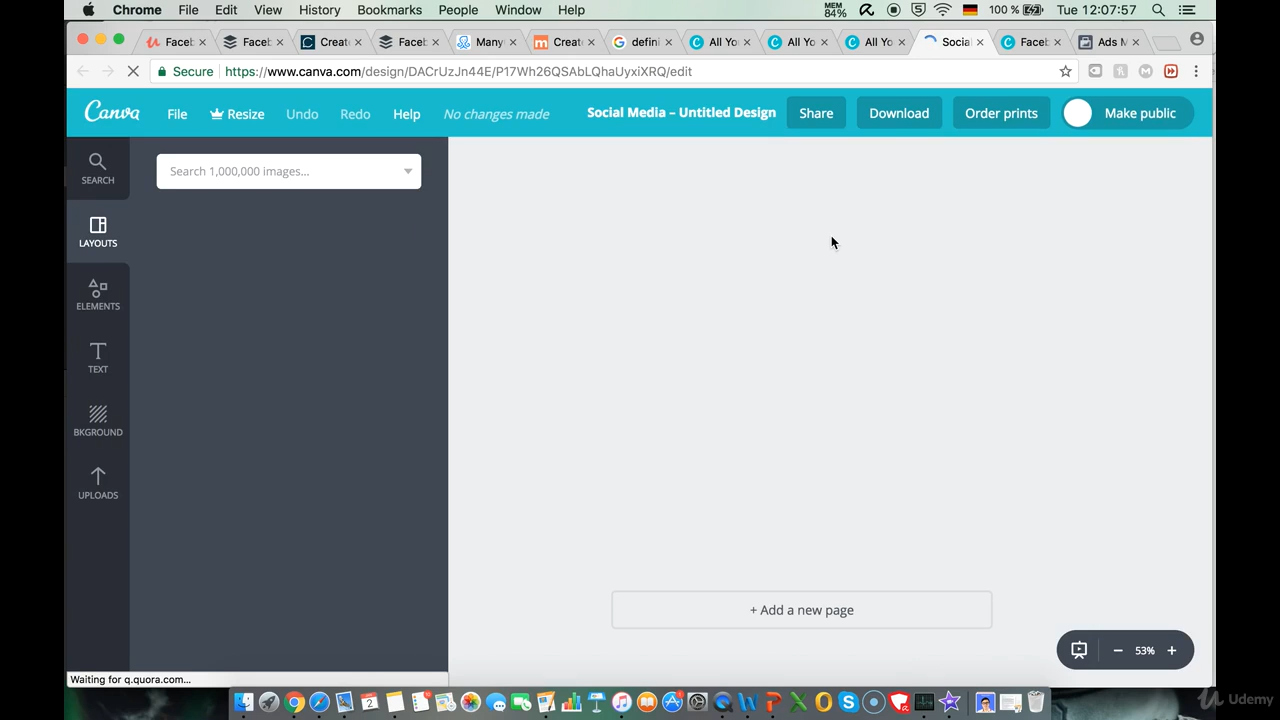 Chrome File Edit View History Bookmarks People Window Help MEM 84% 5 100 % Tue 12:07:57
Faceb Faceb Create Faceb Many Create defini All Yo All Yo All Yo Social Faceb Ads M
Secure https://www.canva.com/design/DACrUzJn44E/P17Wh26QSAbLQhaUyxiXRQ/edit
Canva File Resize Undo Redo Help No changes made Social Media – Untitled Design Share Download Order prints Make public
Search 1,000,000 images...
SEARCH
LAYOUTS
ELEMENTS
TEXT
BKGROUND
UPLOADS
+ Add a new page
53%
Waiting for q.quora.com...
Udemy